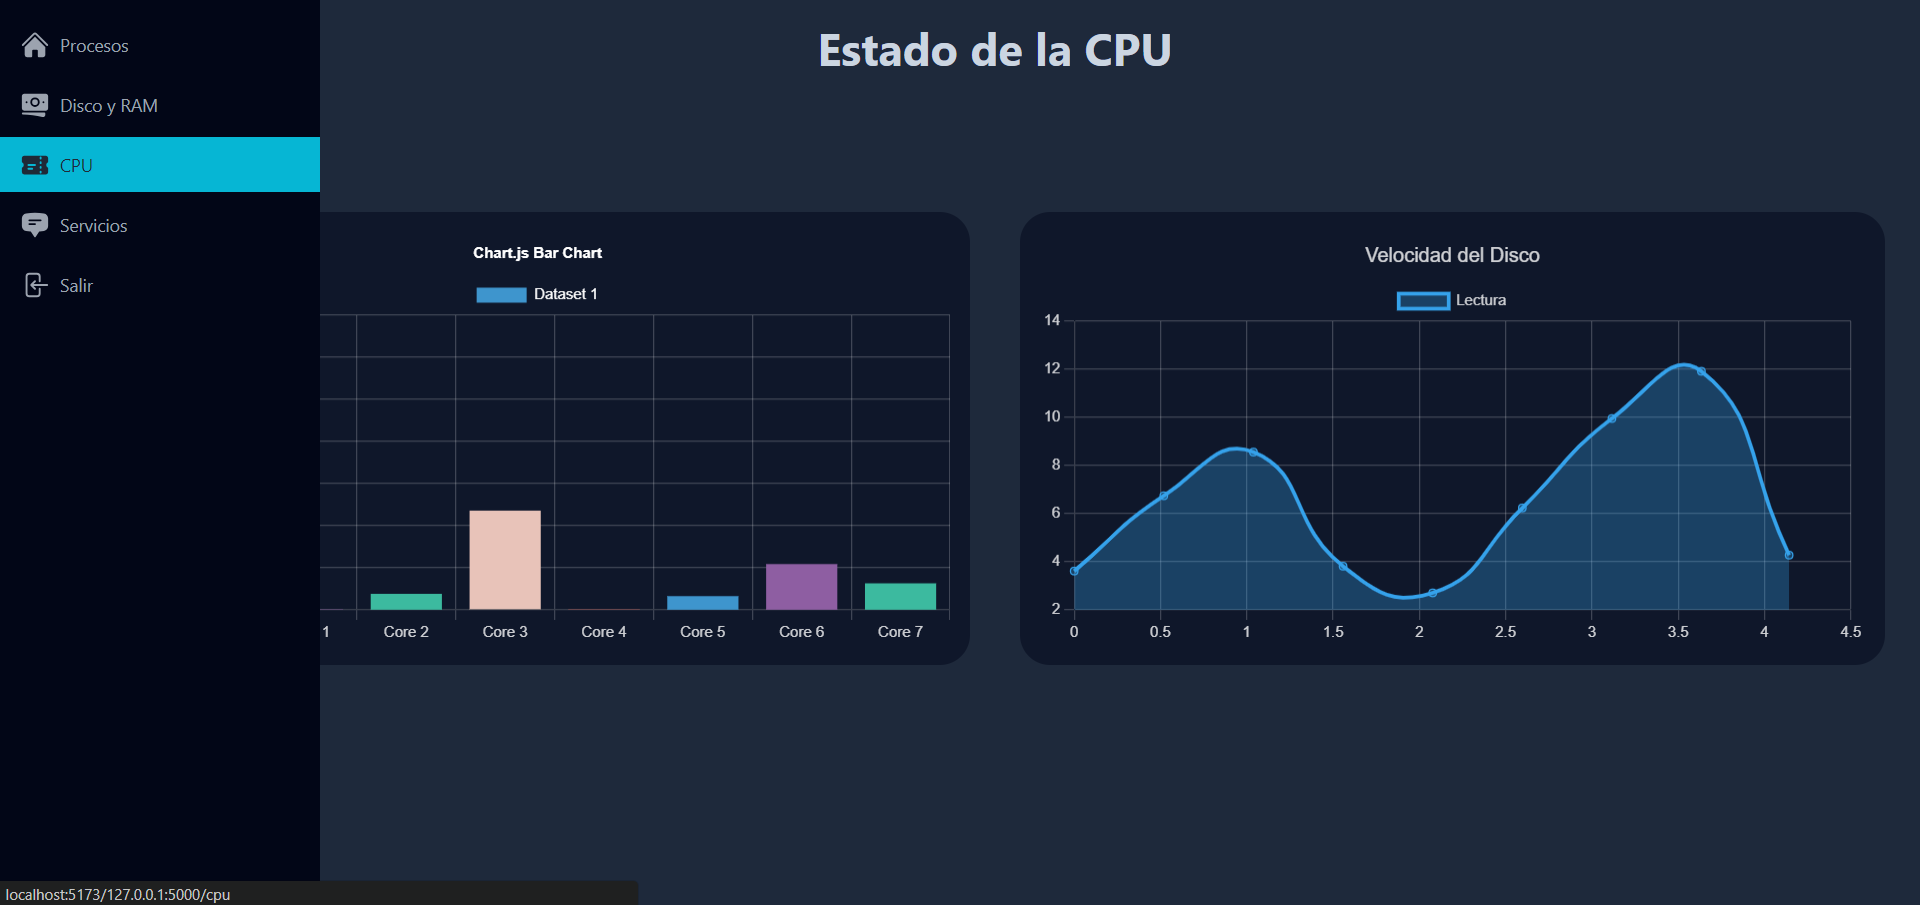 Procesos
Disco y RAM
CPU
Servicios
Salir
Estado de la CPU
Chart.js Bar Chart
Dataset 1
1 Core 2 Core 3 Core 4 Core 5 Core 6 Core 7
Velocidad del Disco
Lectura
14
12
10
8
6
4
2
0 0.5 1 1.5 2 2.5 3 3.5 4 4.5
localhost:5173/127.0.0.1:5000/cpu